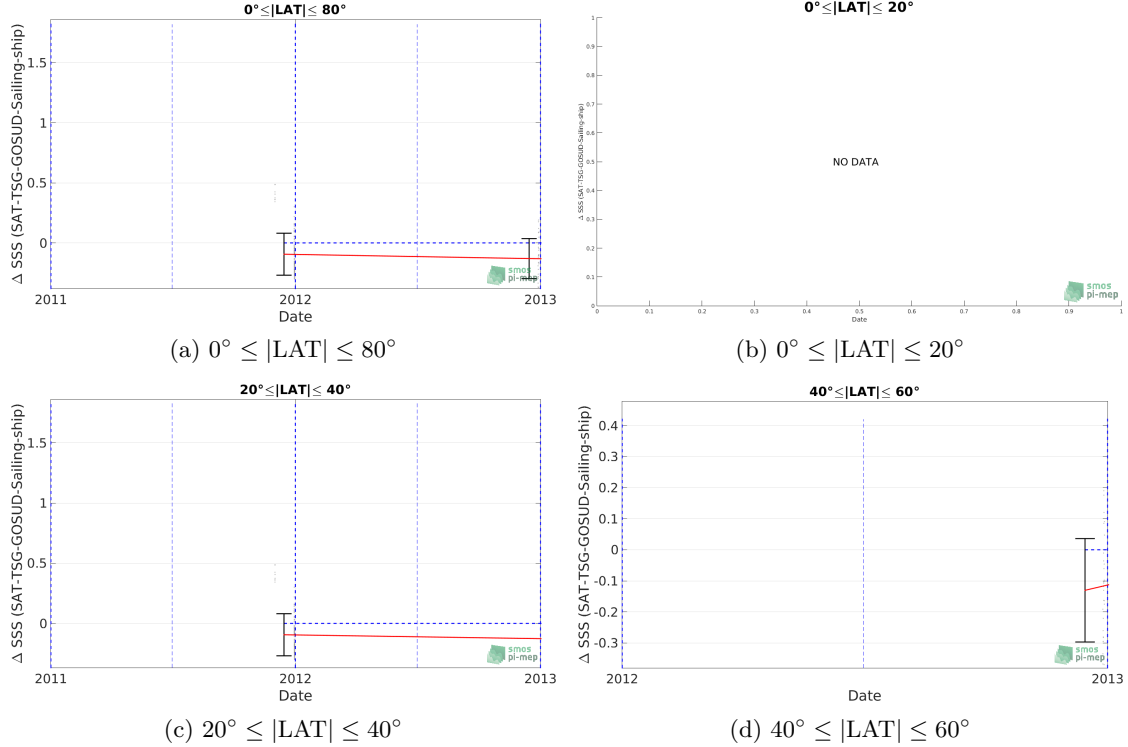 0°≤|LAT|≤ 80°
Δ SSS (SAT-TSG-GOSUD-Sailing-ship)
1.5
1
0.5
0
2011
2012
2013
Date
smos
pi-mep
(a) 0° ≤ |LAT| ≤ 80°
0°≤|LAT|≤ 20°
Δ SSS (SAT-TSG-GOSUD-Sailing-ship)
1
0.9
0.8
0.7
0.6
0.5
0.4
0.3
0.2
0.1
0
NO DATA
0
0.1
0.2
0.3
0.4
0.5
0.6
0.7
0.8
0.9
1
Date
smos
pi-mep
(b) 0° ≤ |LAT| ≤ 20°
20°≤|LAT|≤ 40°
Δ SSS (SAT-TSG-GOSUD-Sailing-ship)
1.5
1
0.5
0
2011
2012
2013
Date
smos
pi-mep
(c) 20° ≤ |LAT| ≤ 40°
40°≤|LAT|≤ 60°
Δ SSS (SAT-TSG-GOSUD-Sailing-ship)
0.4
0.3
0.2
0.1
0
-0.1
-0.2
-0.3
2012
2013
Date
smos
pi-mep
(d) 40° ≤ |LAT| ≤ 60°